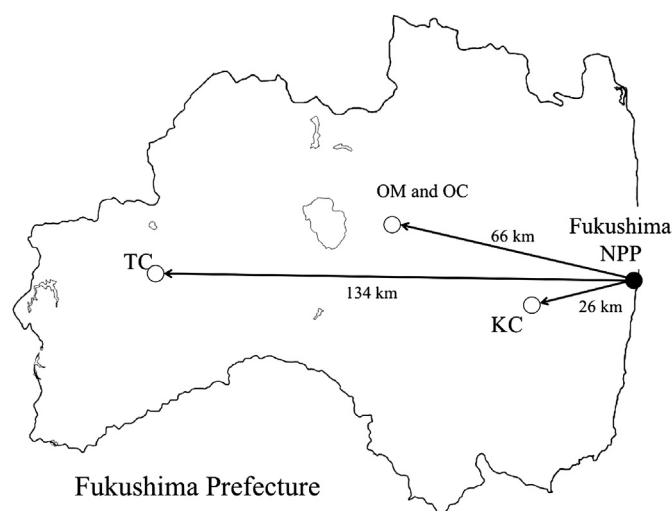 OM and OC
66 km
Fukushima
NPP
TC
134 km
26 km
KC
Fukushima Prefecture